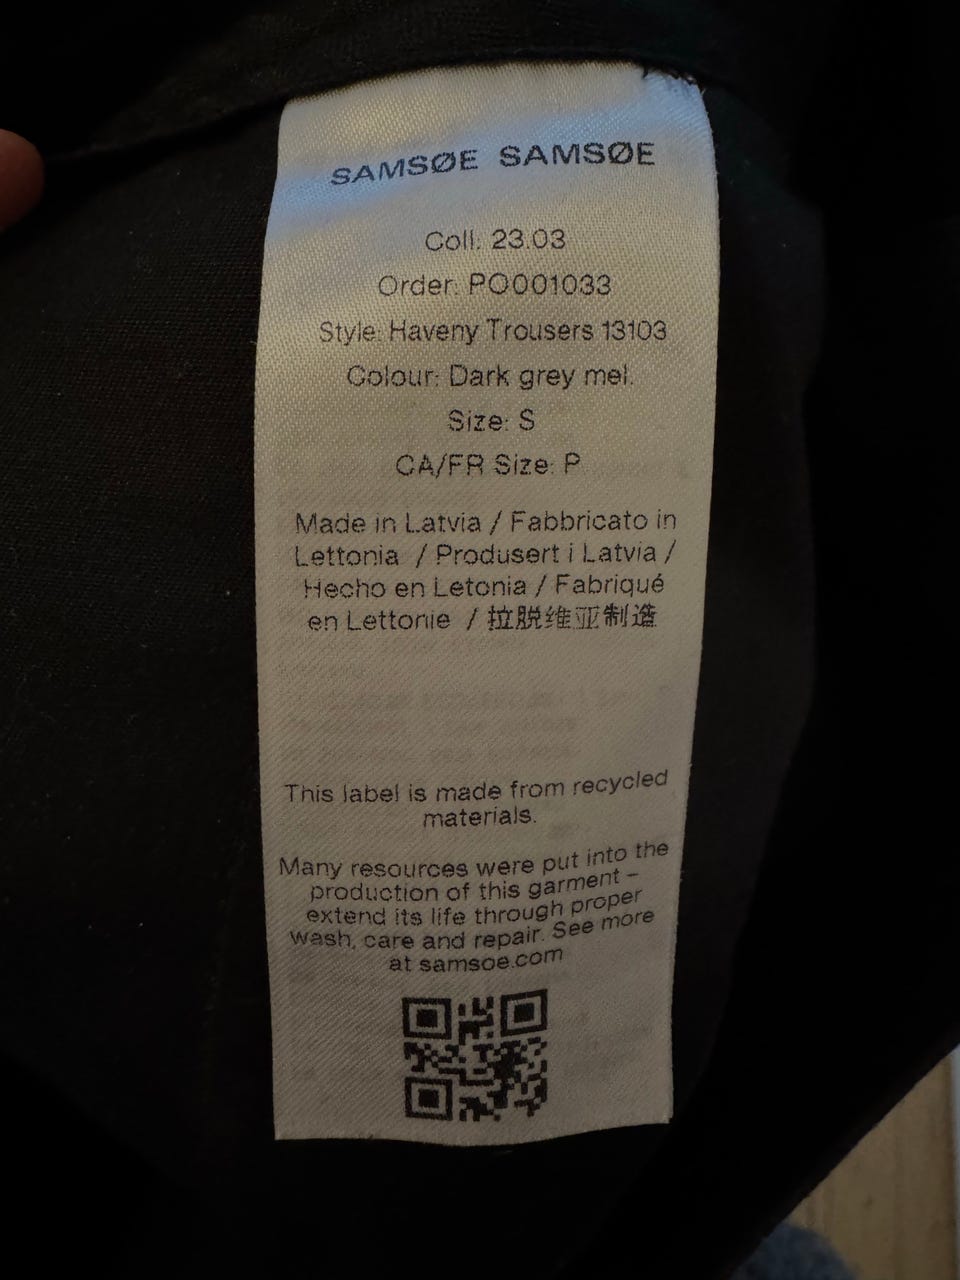 SAMSØE SAMSØE
Coll: 23.03
Order: PO001033
Style: Haveny Trousers 13103
Colour: Dark grey mel.
Size: S
CA/FR Size: P
Made in Latvia / Fabbricato in
Lettonia / Produsert i Latvia /
Hecho en Letonia / Fabriqué
en Lettonie / 拉脱维亚制造
This label is made from recycled
materials.
Many resources were put into the
production of this garment –
extend its life through proper
wash, care and repair. See more
at samsoe.com